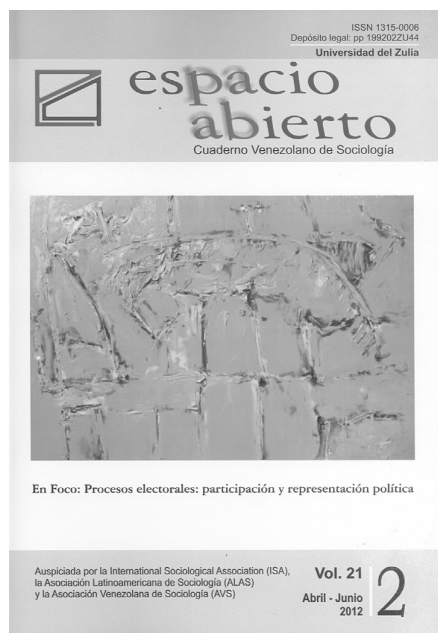 ISSN 1315-0006
Depósito legal: pp 199202ZU44
Universidad del Zulia
espacio
abierto
Cuaderno Venezolano de Sociología
En Foco: Procesos electorales: participación y representación política
Auspiciada por la International Sociological Association (ISA),
la Asociación Latinoamericana de Sociología (ALAS)
y la Asociación Venezolana de Sociología (AVS)
Vol. 21
Abril - Junio
2012
2